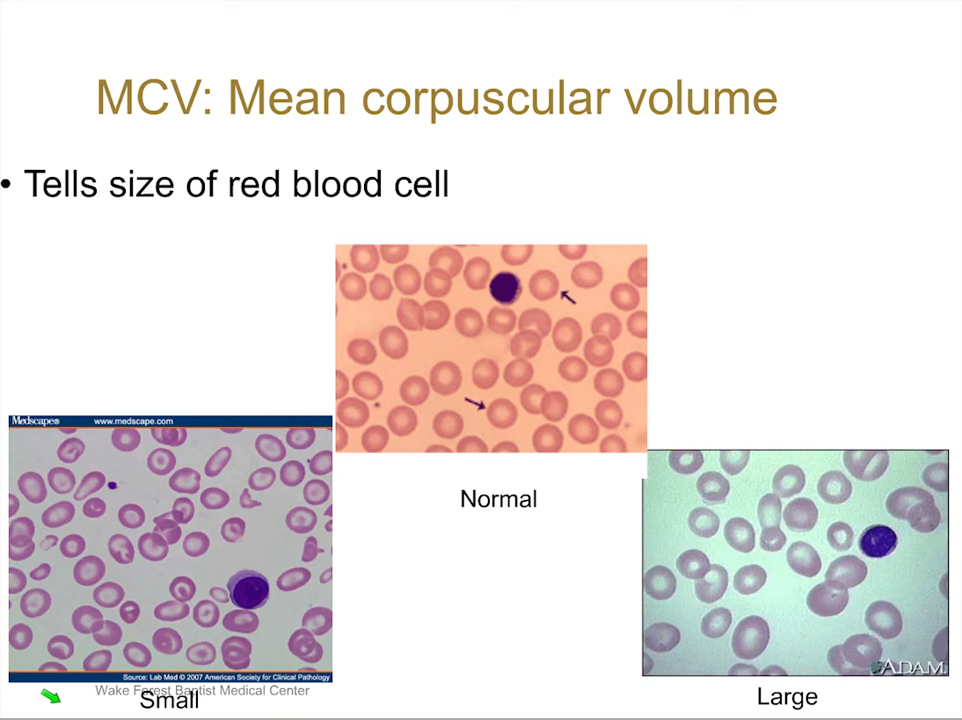 MCV: Mean corpuscular volume
• Tells size of red blood cell
Normal
Medscape® www.medscape.com
Source: Lab Med © 2007 American Society for Clinical Pathology
Wake Forest Baptist Medical Center
Small
ADAM
Large